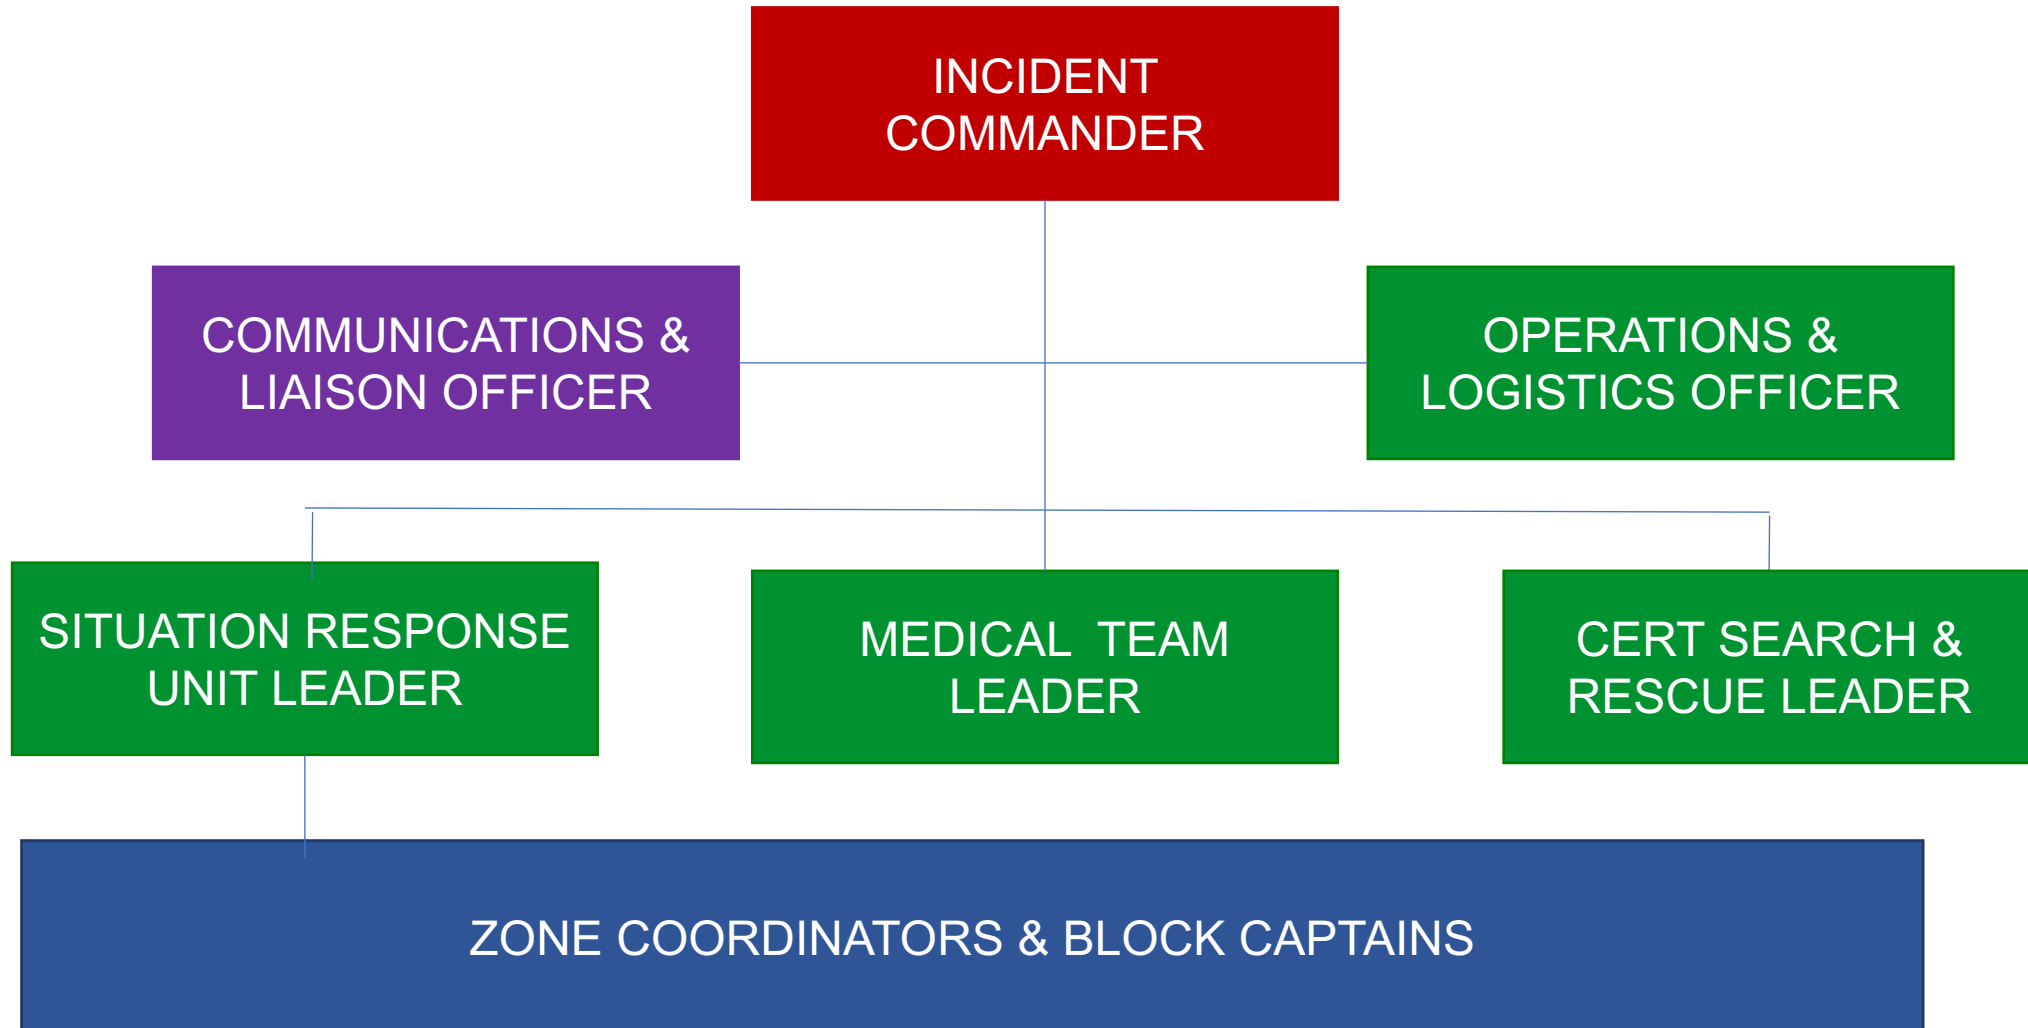 INCIDENT
COMMANDER
COMMUNICATIONS &
LIAISON OFFICER
OPERATIONS &
LOGISTICS OFFICER
SITUATION RESPONSE
UNIT LEADER
MEDICAL  TEAM
LEADER
CERT SEARCH &
RESCUE LEADER
ZONE COORDINATORS & BLOCK CAPTAINS